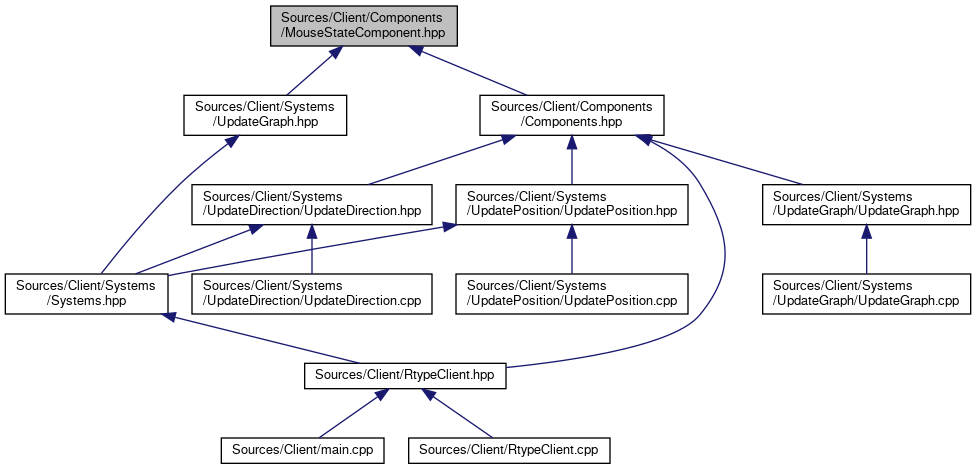 Sources/Client/Components
/MouseStateComponent.hpp
Sources/Client/Systems
/UpdateGraph.hpp
Sources/Client/Components
/Components.hpp
Sources/Client/Systems
/UpdateDirection/UpdateDirection.hpp
Sources/Client/Systems
/UpdatePosition/UpdatePosition.hpp
Sources/Client/Systems
/UpdateGraph/UpdateGraph.hpp
Sources/Client/Systems
/Systems.hpp
Sources/Client/Systems
/UpdateDirection/UpdateDirection.cpp
Sources/Client/Systems
/UpdatePosition/UpdatePosition.cpp
Sources/Client/Systems
/UpdateGraph/UpdateGraph.cpp
Sources/Client/RtypeClient.hpp
Sources/Client/main.cpp
Sources/Client/RtypeClient.cpp